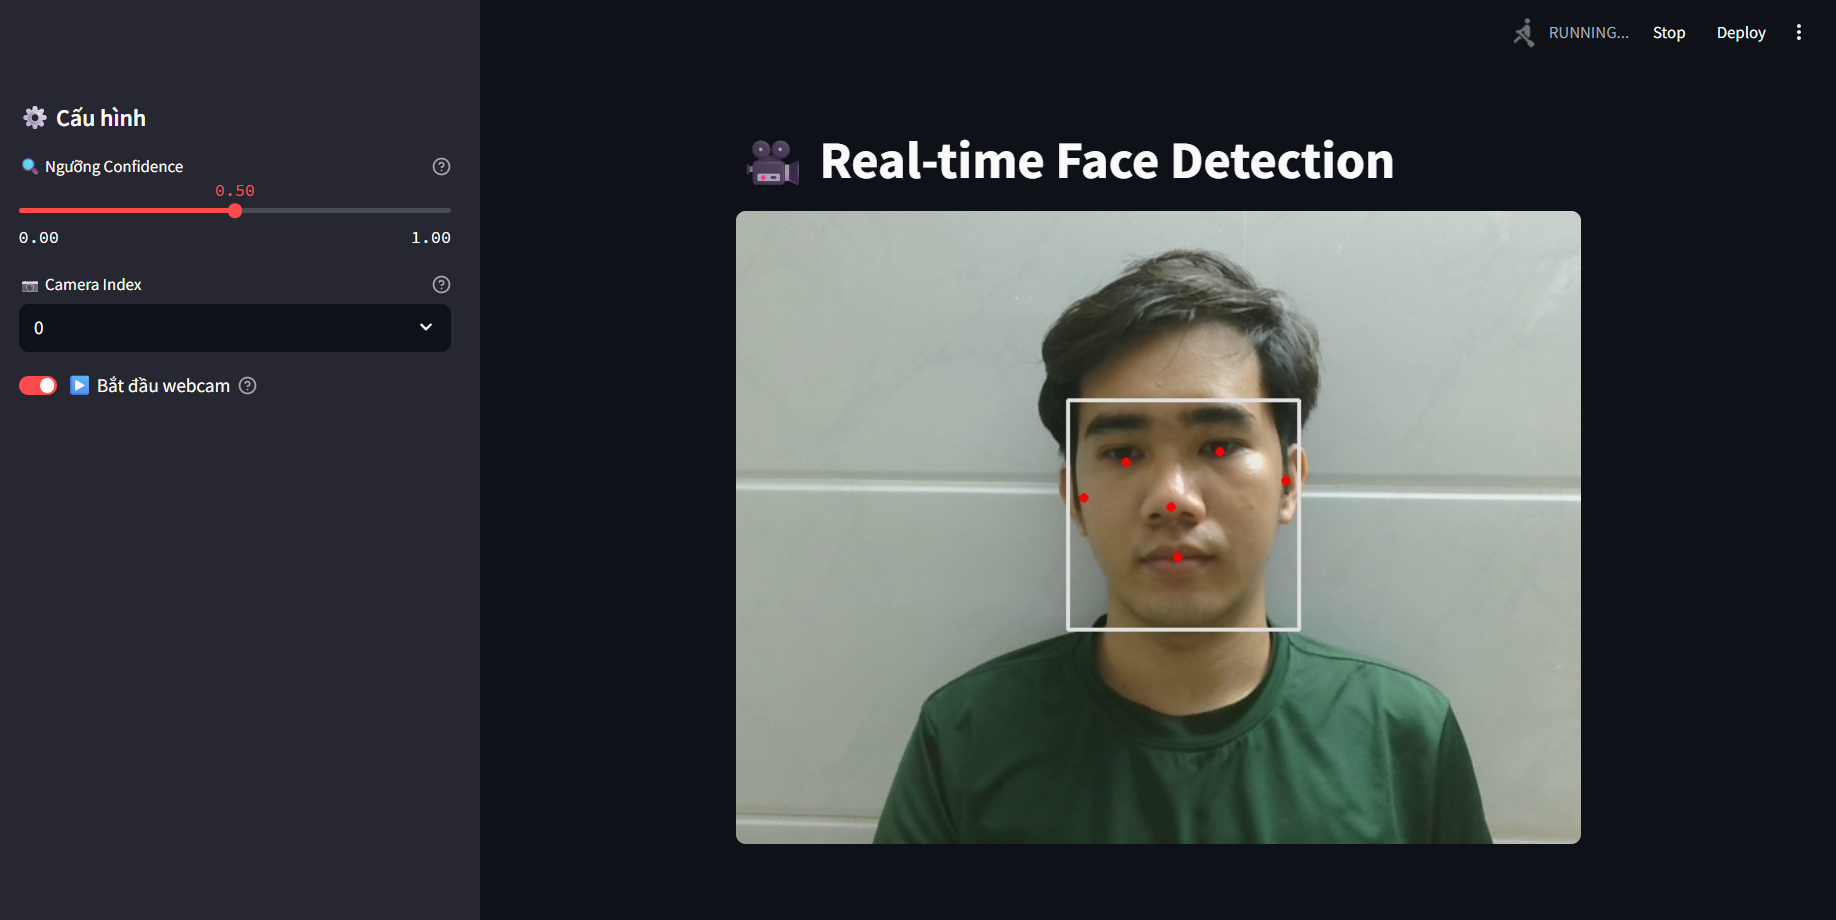 RUNNING...
Stop
Deploy
Cấu hình
Ngưỡng Confidence
0.50
0.00
1.00
Camera Index
0
Bắt đầu webcam
Real-time Face Detection